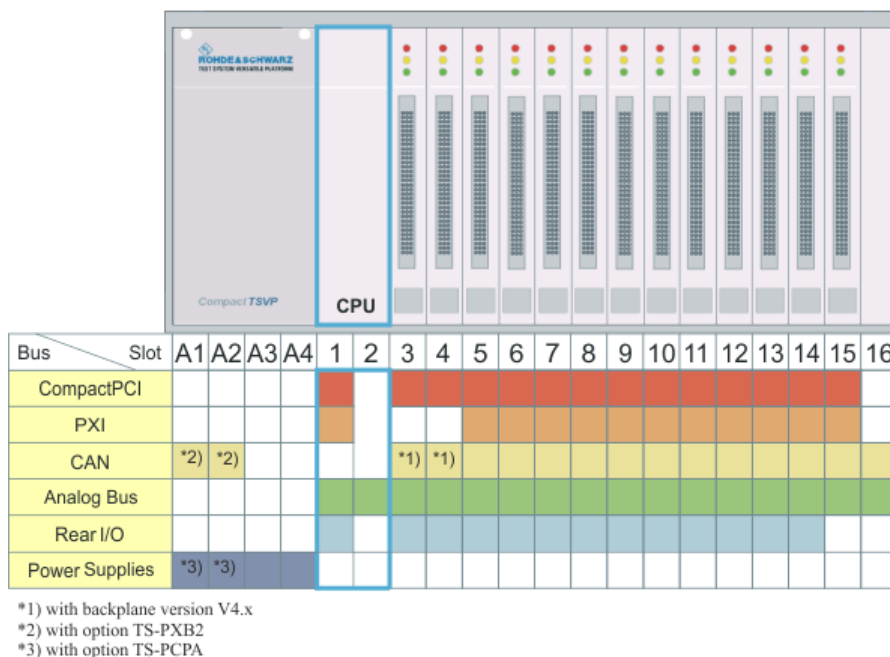 ROHDE&SCHWARZ
TEST SYSTEM VERSATILE PLATFORM
Compact TSVP
CPU
Bus Slot A1 A2 A3 A4 1 2 3 4 5 6 7 8 9 10 11 12 13 14 15 16
CompactPCI
PXI
CAN *2) *2) *1) *1)
Analog Bus
Rear I/O
Power Supplies *3) *3)
*1) with backplane version V4.x
*2) with option TS-PXB2
*3) with option TS-PCPA